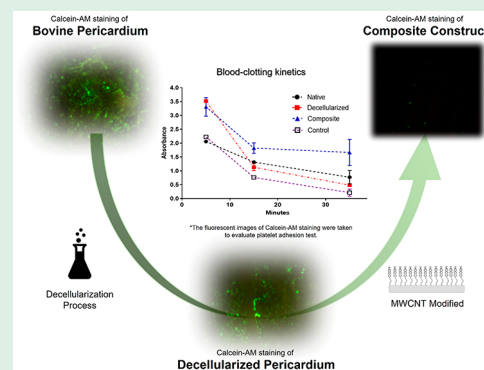 Calcein-AM staining of
Bovine Pericardium
Calcein-AM staining of
Composite Construct
Blood-clotting kinetics
Native
Decellularized
Composite
Control
Absorbance
4.0
3.5
3.0
2.5
2.0
1.5
1.0
0.5
0.0
0
10
20
30
40
Minutes
*The fluorescent images of Calcein-AM staining were taken
to evaluate platelet adhesion test.
Decellularization
Process
MWCNT Modified
Calcein-AM staining of
Decellularized Pericardium